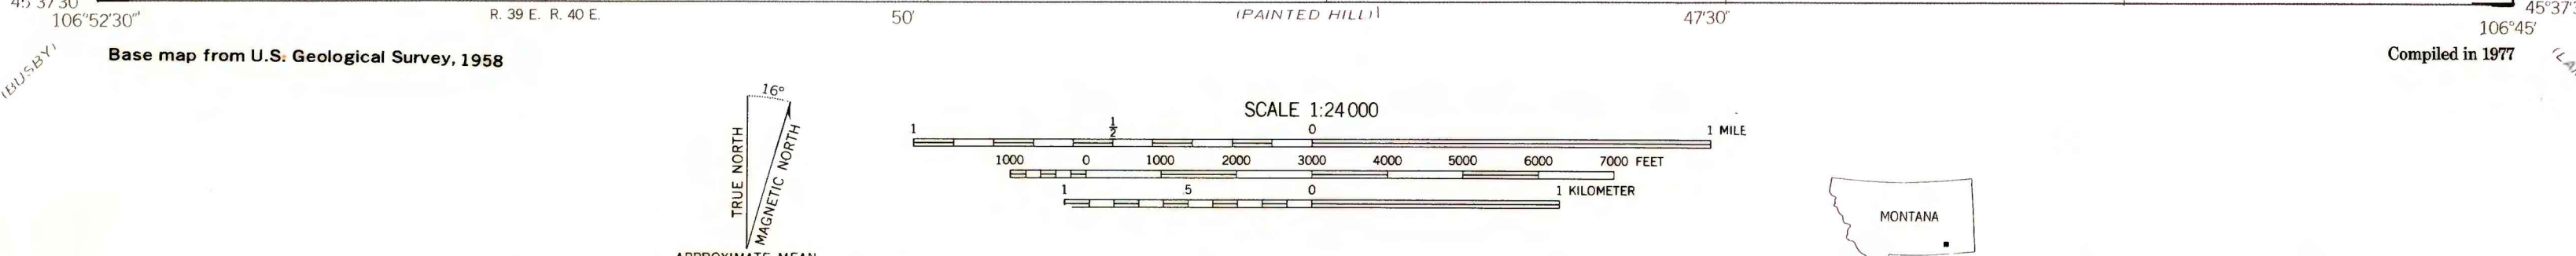 45°37'30"
106°52'30" R. 39 E. R. 40 E. 50' (PAINTED HILL) 47'30" 45°37'
106°45'
(BUSBY)
Base map from U.S. Geological Survey, 1958
Compiled in 1977
16°
TRUE NORTH
MAGNETIC NORTH
APPROXIMATE MEAN
SCALE 1:24 000
1 1/2 0 1 MILE
1000 0 1000 2000 3000 4000 5000 6000 7000 FEET
1 .5 0 1 KILOMETER
MONTANA